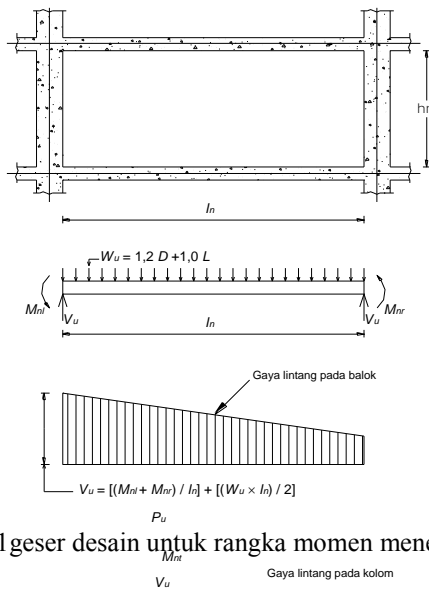 hn
ln
Wu = 1,2 D +1,0 L
Mnl
Mnr
Vu
Vu
ln
Gaya lintang pada balok
Vu = [(Mnl + Mnr) / ln] + [(Wu × ln) / 2]
Pu
1geser desain untuk rangka momen mene
Mnt
Vu
Gaya lintang pada kolom